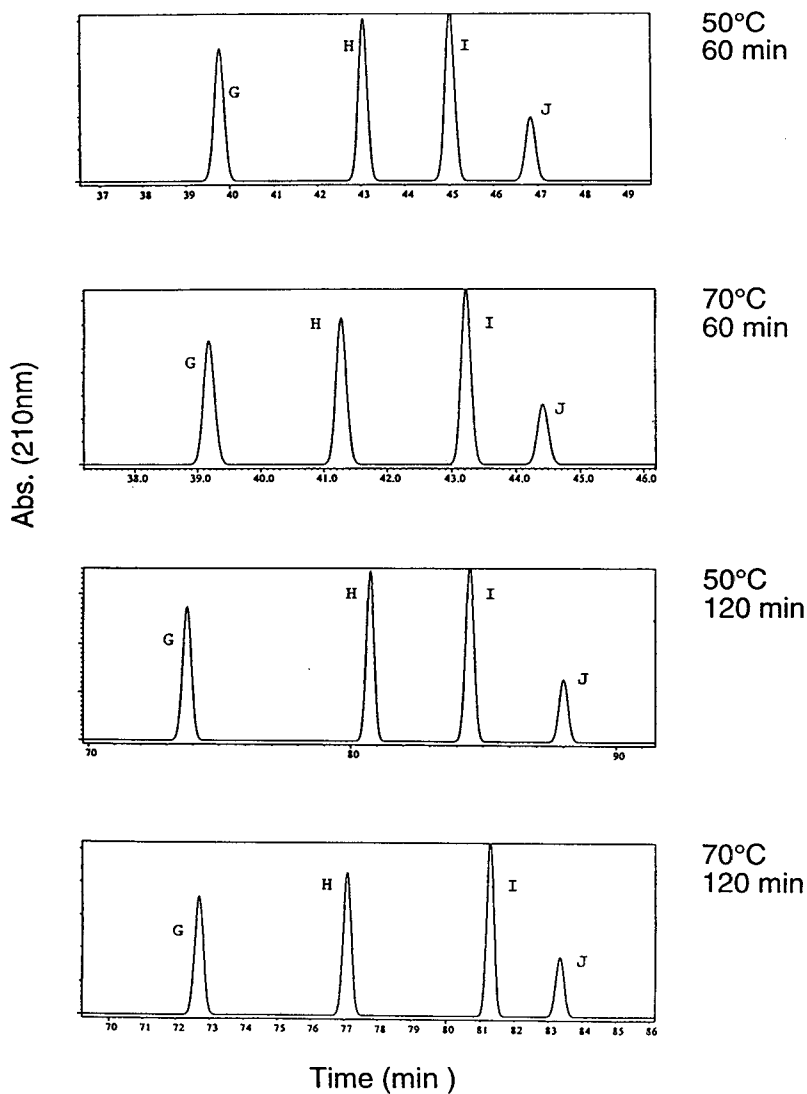 50°C
60 min
G H I J
37 38 39 40 41 42 43 44 45 46 47 48 49
70°C
60 min
G H I J
38.0 39.0 40.0 41.0 42.0 43.0 44.0 45.0 46.0
Abs. (210nm)
50°C
120 min
G H I J
70 80 90
70°C
120 min
G H I J
70 71 72 73 74 75 76 77 78 79 80 81 82 83 84 85 86
Time (min )